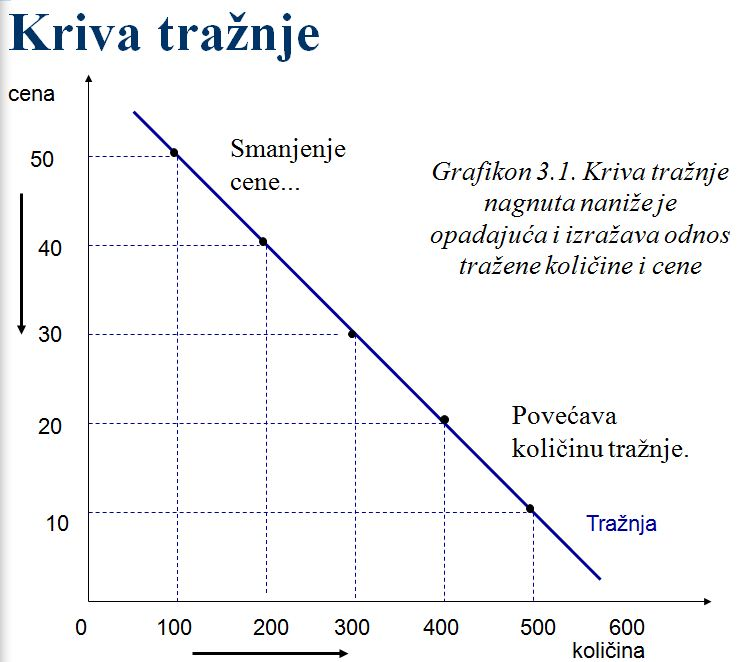 Kriva tražnje
cena
50
40
30
20
10
Smanjenje
cene...
Grafikon 3.1. Kriva tražnje
nagnuta naniže je
opadajuća i izražava odnos
tražene količine i cene
Povećava
količinu tražnje.
Tražnja
0 100 200 300 400 500 600
količina